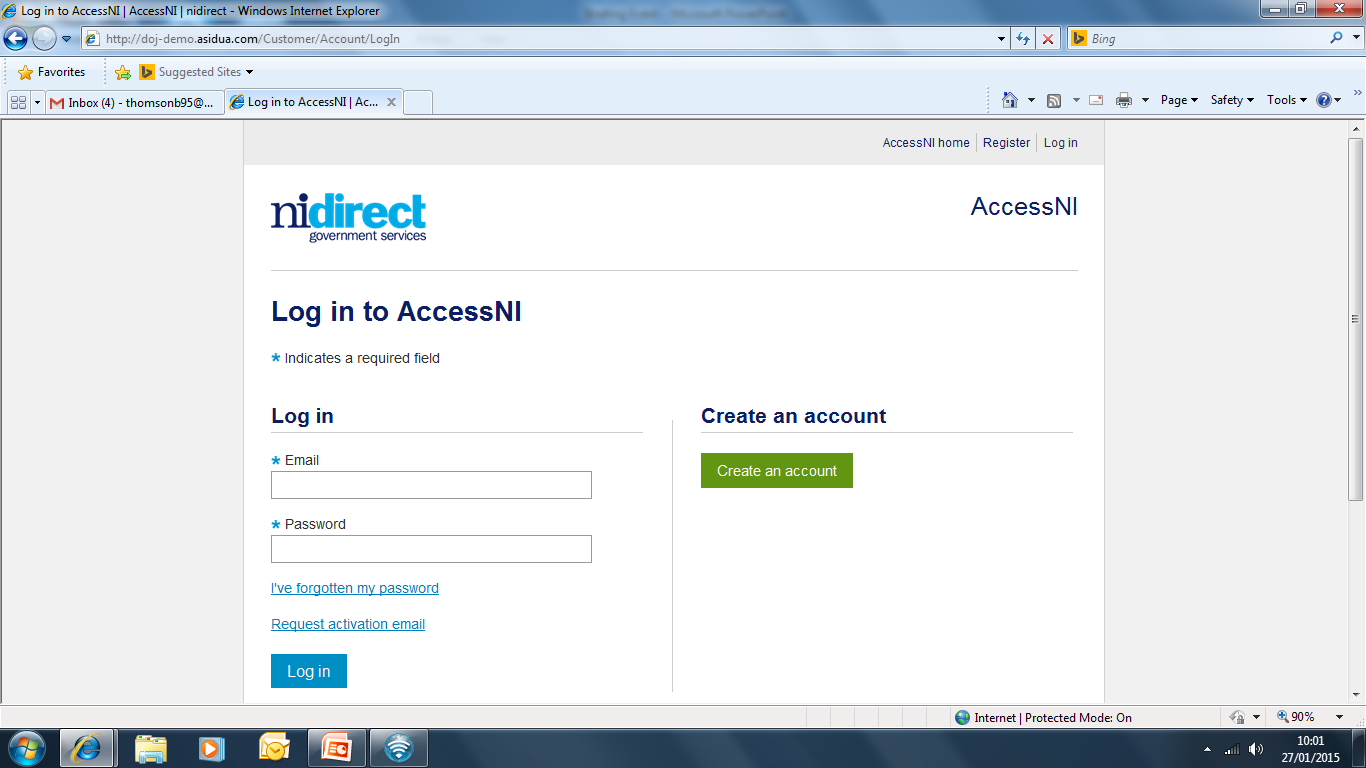 Log in to AccessNI | AccessNI | nidirect - Windows Internet Explorer
http://doj-demo.asidua.com/Customer/Account/LogIn
Bing
Favorites
Suggested Sites
Inbox (4) - thomsonb95@...
Log in to AccessNI | Ac...
Page
Safety
Tools
AccessNI home
Register
Log in
nidirect
government services
AccessNI
Log in to AccessNI
* Indicates a required field
Log in
* Email
* Password
I've forgotten my password
Request activation email
Log in
Create an account
Create an account
Internet | Protected Mode: On
90%
10:01
27/01/2015